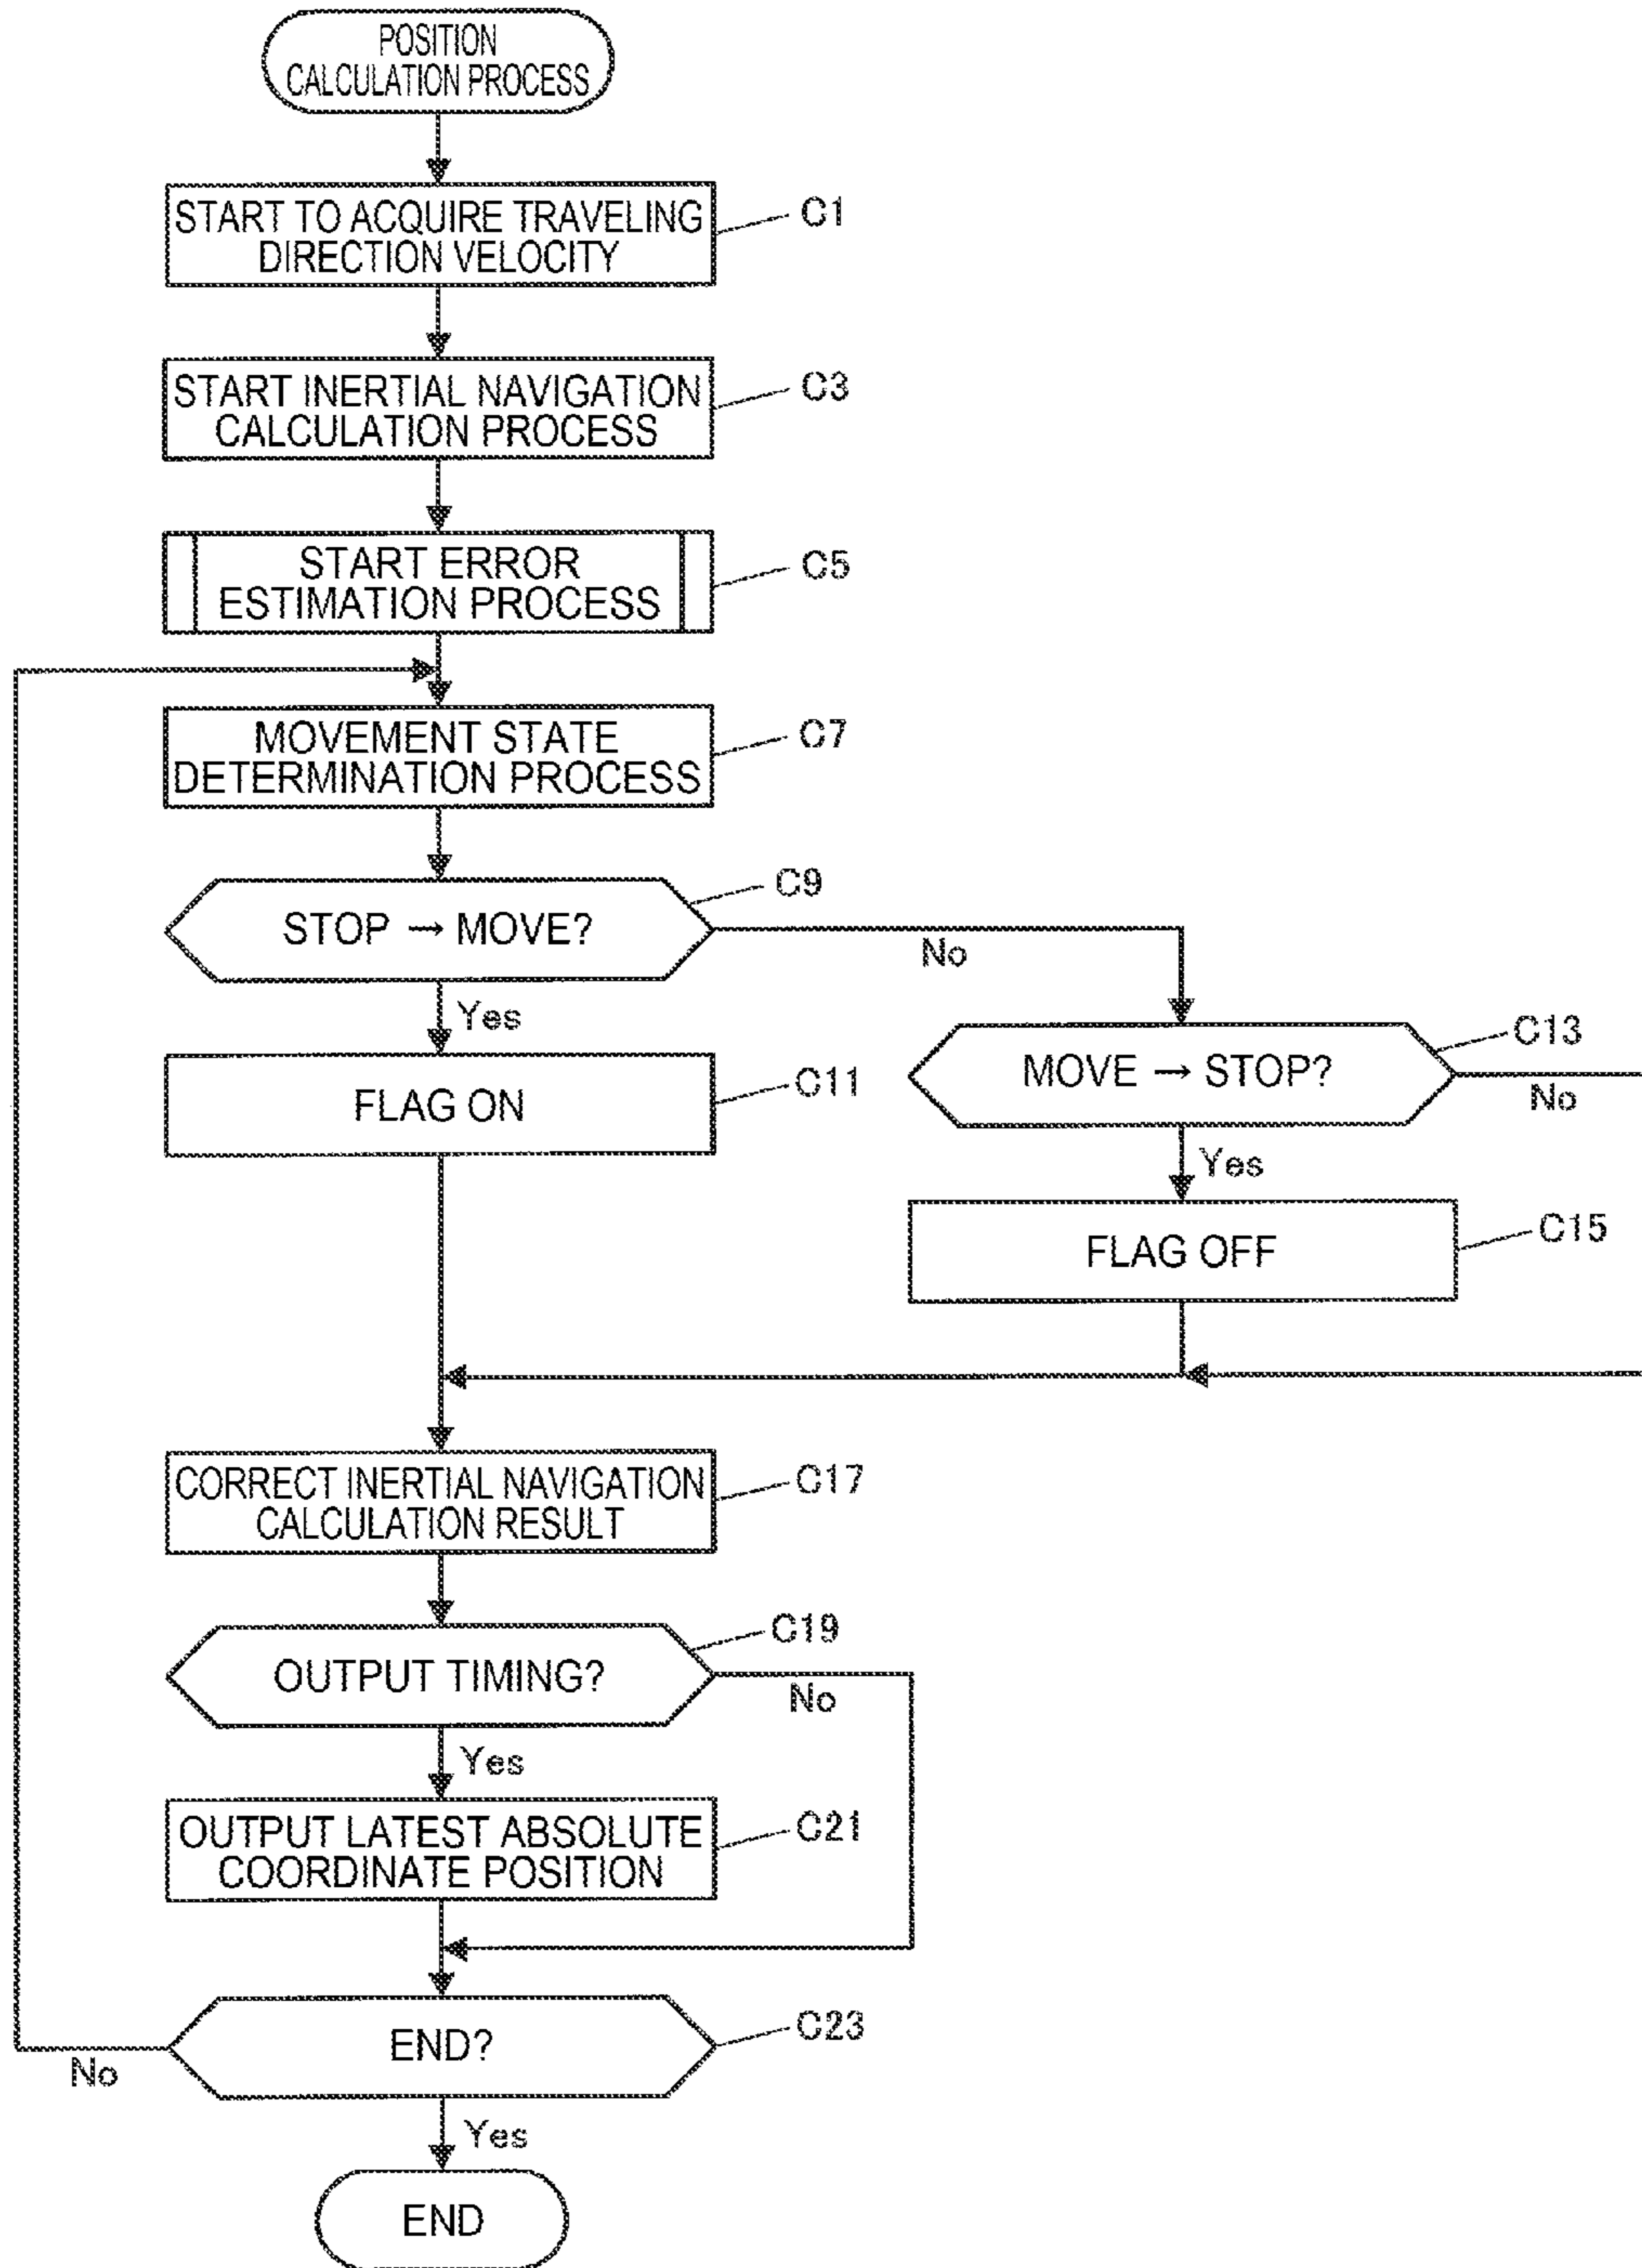 POSITION
CALCULATION PROCESS
START TO ACQUIRE TRAVELING
DIRECTION VELOCITY
C1
START INERTIAL NAVIGATION
CALCULATION PROCESS
C3
START ERROR
ESTIMATION PROCESS
C5
MOVEMENT STATE
DETERMINATION PROCESS
C7
STOP → MOVE?
C9
No
Yes
FLAG ON
C11
MOVE → STOP?
C13
No
Yes
FLAG OFF
C15
CORRECT INERTIAL NAVIGATION
CALCULATION RESULT
C17
OUTPUT TIMING?
C19
No
Yes
OUTPUT LATEST ABSOLUTE
COORDINATE POSITION
C21
END?
C23
No
Yes
END